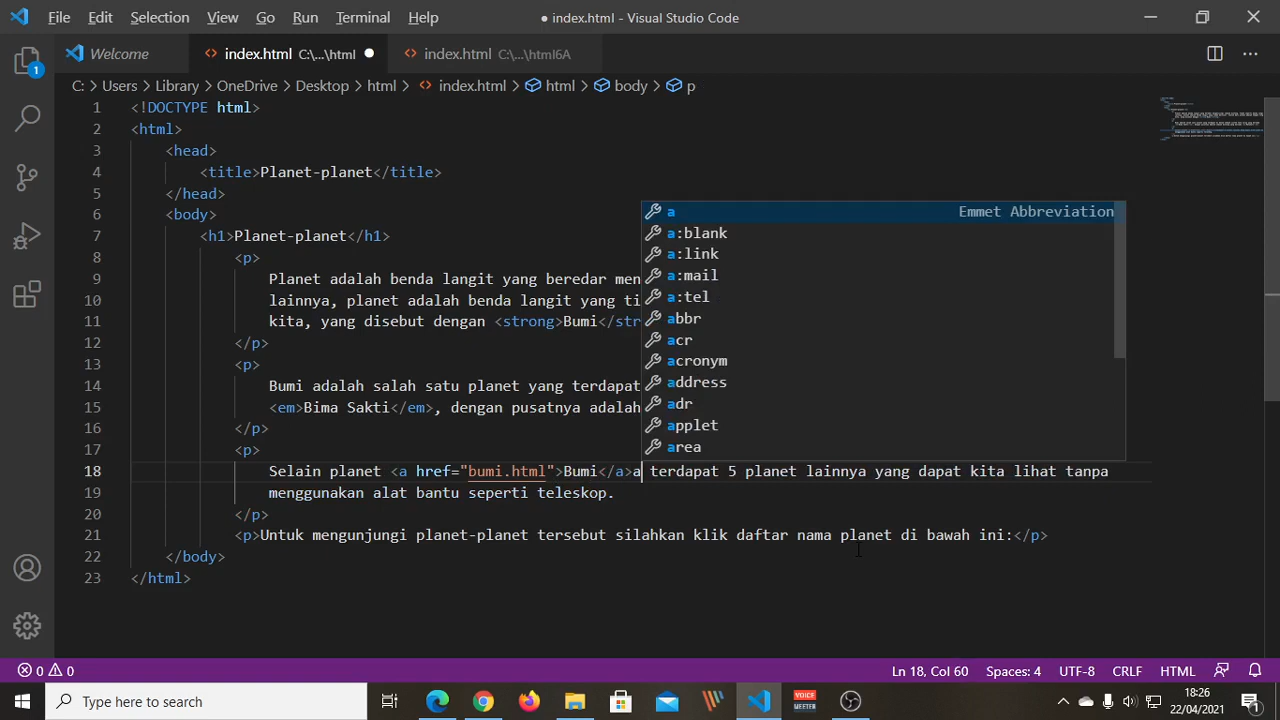 File Edit Selection View Go Run Terminal Help
● index.html - Visual Studio Code
1
Welcome
index.html C:\...\html
index.html C:\...\html6A
C: > Users > Library > OneDrive > Desktop > html > index.html > html > body > p
1 <!DOCTYPE html>
2 <html>
3 <head>
4 <title>Planet-planet</title>
5 </head>
6 <body>
7 <h1>Planet-planet</h1>
8 <p>
9 Planet adalah benda langit yang beredar men
10 lainnya, planet adalah benda langit yang ti
11 kita, yang disebut dengan <strong>Bumi</str
12 </p>
13 <p>
14 Bumi adalah salah satu planet yang terdapat
15 <em>Bima Sakti</em>, dengan pusatnya adalah
16 </p>
17 <p>
18 Selain planet <a href="bumi.html">Bumi</a>a terdapat 5 planet lainnya yang dapat kita lihat tanpa
19 menggunakan alat bantu seperti teleskop.
20 </p>
21 <p>Untuk mengunjungi planet-planet tersebut silahkan klik daftar nama planet di bawah ini:</p>
22 </body>
23 </html>
a Emmet Abbreviation
a:blank
a:link
a:mail
a:tel
abbr
acr
acronym
address
adr
applet
area
0 0
Ln 18, Col 60 Spaces: 4 UTF-8 CRLF HTML
Type here to search
VOICE MEETER
18:26
22/04/2021
1